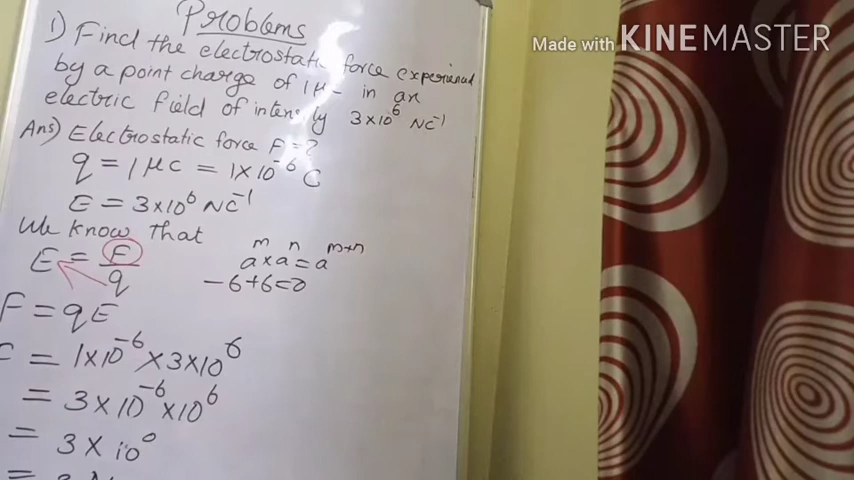 Problems
1) Find the electrostatic force experienced
by a point charge of 1μ- in an
electric field of intensity 3×10⁶ NC⁻¹
Ans) Electrostatic force F=?
q = 1μC = 1×10⁻⁶ C
E = 3×10⁶ NC⁻¹
We know that
E = F/q
aᵐ×aⁿ=aᵐ⁺ⁿ
-6+6=0
F = qE
= 1×10⁻⁶×3×10⁶
= 3×10⁻⁶×10⁶
= 3×10⁰
=
Made with KINEMASTER